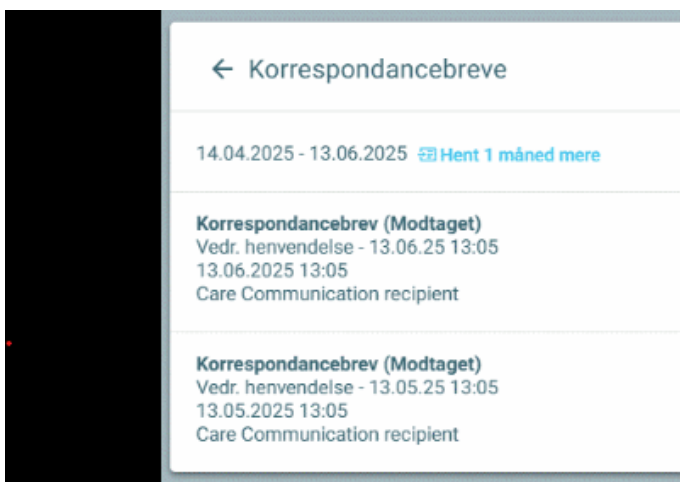 Korrespondancebreve
14.04.2025 - 13.06.2025 Hent 1 måned mere
Korrespondancebrev (Modtaget)
Vedr. henvendelse - 13.06.25 13:05
13.06.2025 13:05
Care Communication recipient
Korrespondancebrev (Modtaget)
Vedr. henvendelse - 13.05.25 13:05
13.05.2025 13:05
Care Communication recipient